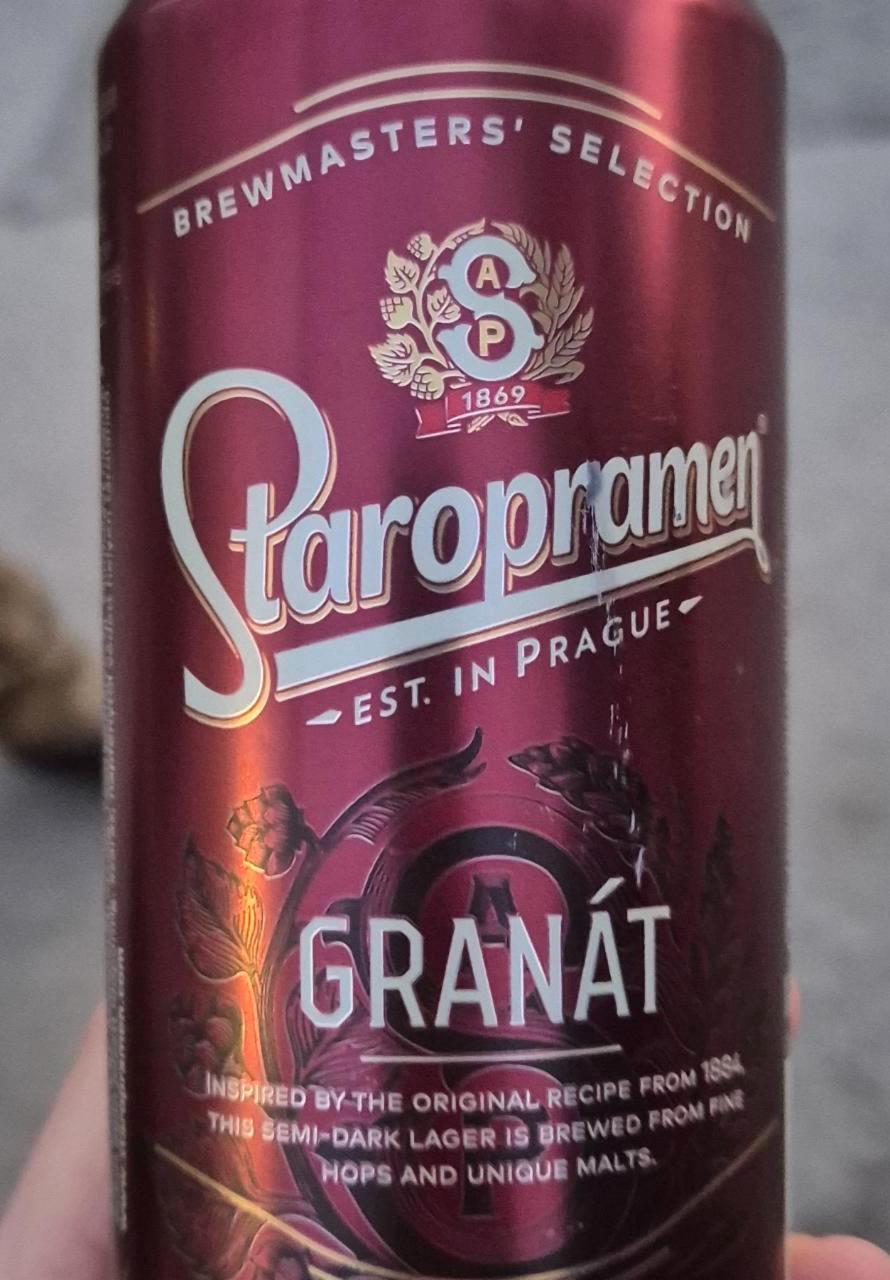 BREWMASTERS' SELECTION
A
S
P
1869
Staropramen
EST. IN PRAGUE
GRANÁT
INSPIRED BY THE ORIGINAL RECIPE FROM 1884,
THIS SEMI-DARK LAGER IS BREWED FROM FINE
HOPS AND UNIQUE MALTS.